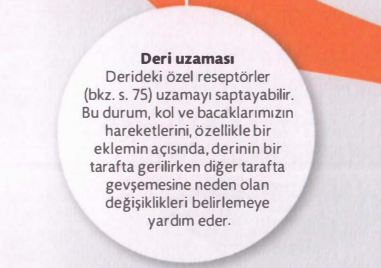 Deri uzaması
Derideki özel reseptörler
(bkz. s. 75) uzamayı saptayabilir.
Bu durum, kol ve bacaklarımızın
hareketlerini, özellikle bir
eklemin açısında, derinin bir
tarafta gerilirken diğer tarafta
gevşemesine neden olan
değişiklikleri belirlemeye
yardım eder.